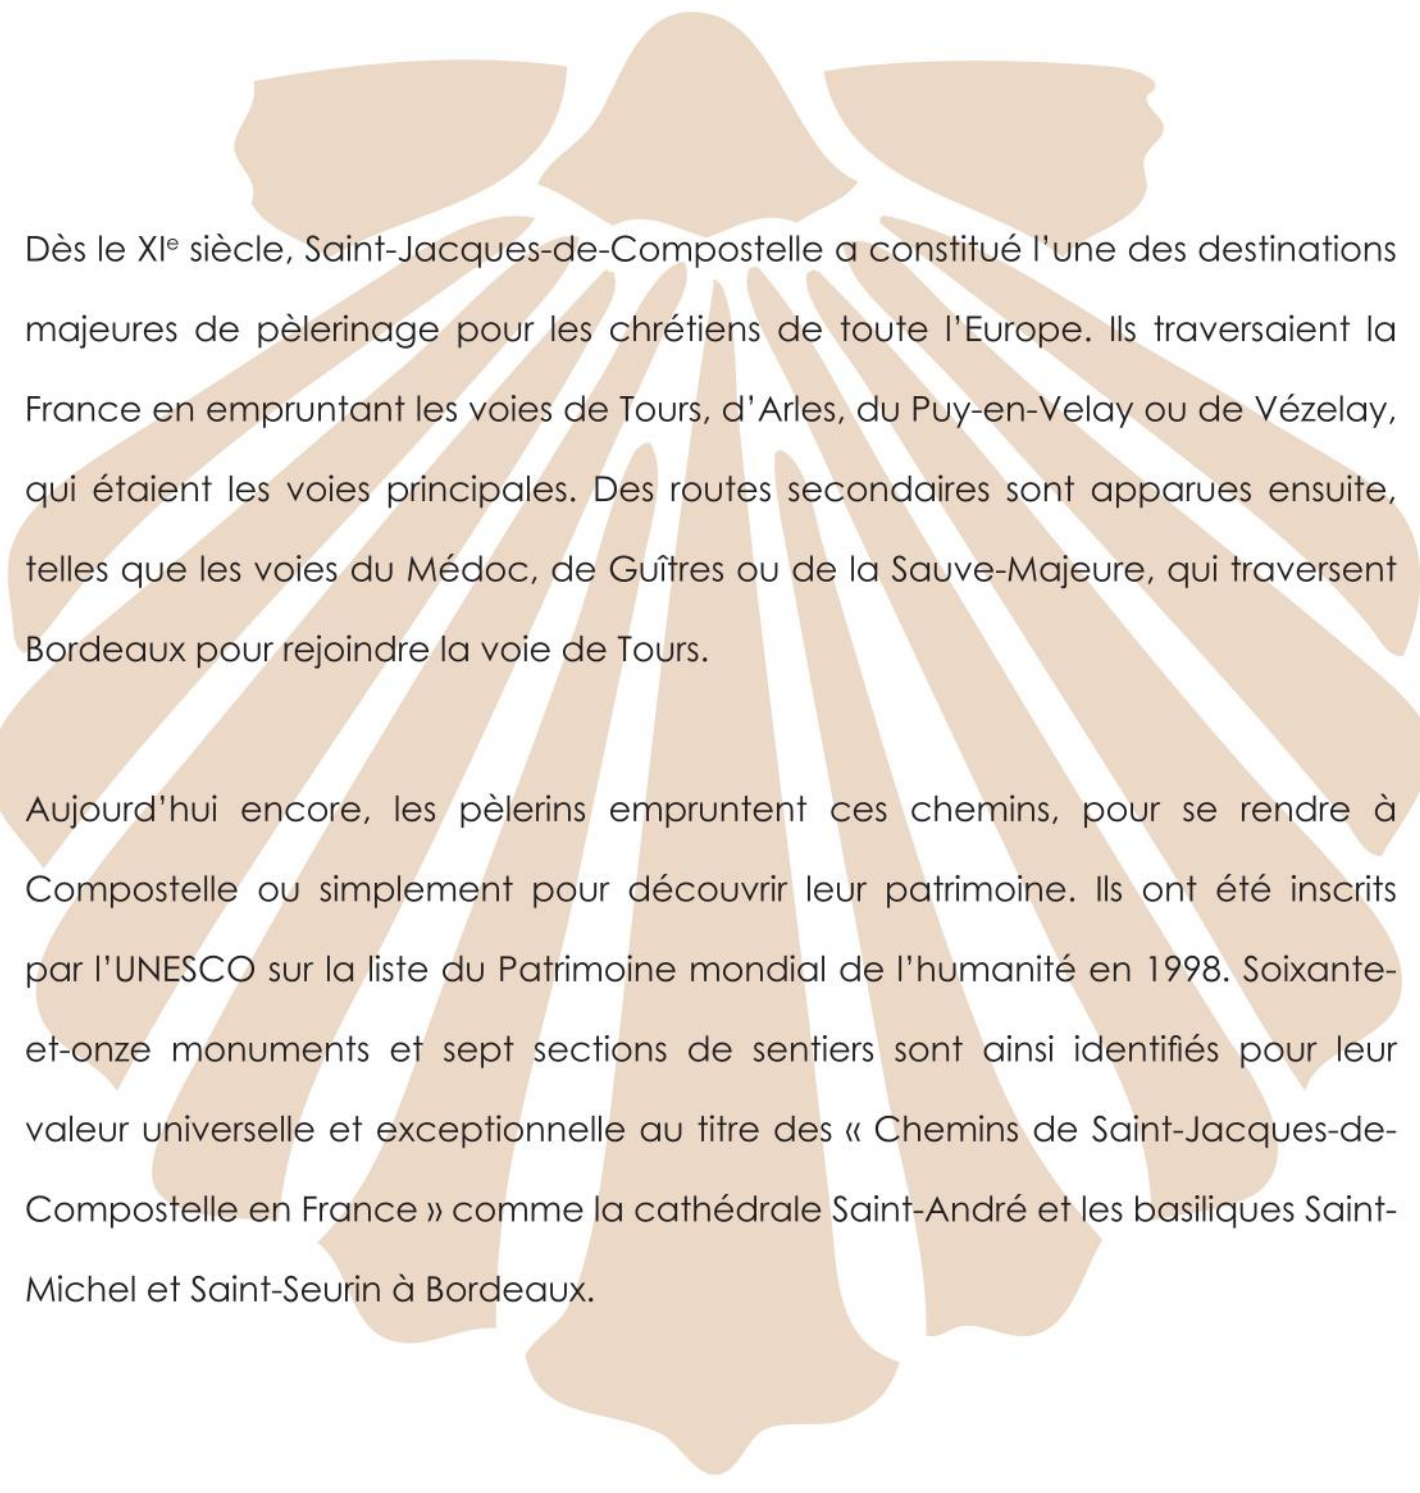 Dès le XIe siècle, Saint-Jacques-de-Compostelle a constitué l’une des destinations
majeures de pèlerinage pour les chrétiens de toute l’Europe. Ils traversaient la
France en empruntant les voies de Tours, d’Arles, du Puy-en-Velay ou de Vézelay,
qui étaient les voies principales. Des routes secondaires sont apparues ensuite,
telles que les voies du Médoc, de Guîtres ou de la Sauve-Majeure, qui traversent
Bordeaux pour rejoindre la voie de Tours.
Aujourd’hui encore, les pèlerins empruntent ces chemins, pour se rendre à
Compostelle ou simplement pour découvrir leur patrimoine. Ils ont été inscrits
par l’UNESCO sur la liste du Patrimoine mondial de l’humanité en 1998. Soixante-
et-onze monuments et sept sections de sentiers sont ainsi identifiés pour leur
valeur universelle et exceptionnelle au titre des « Chemins de Saint-Jacques-de-
Compostelle en France » comme la cathédrale Saint-André et les basiliques Saint-
Michel et Saint-Seurin à Bordeaux.